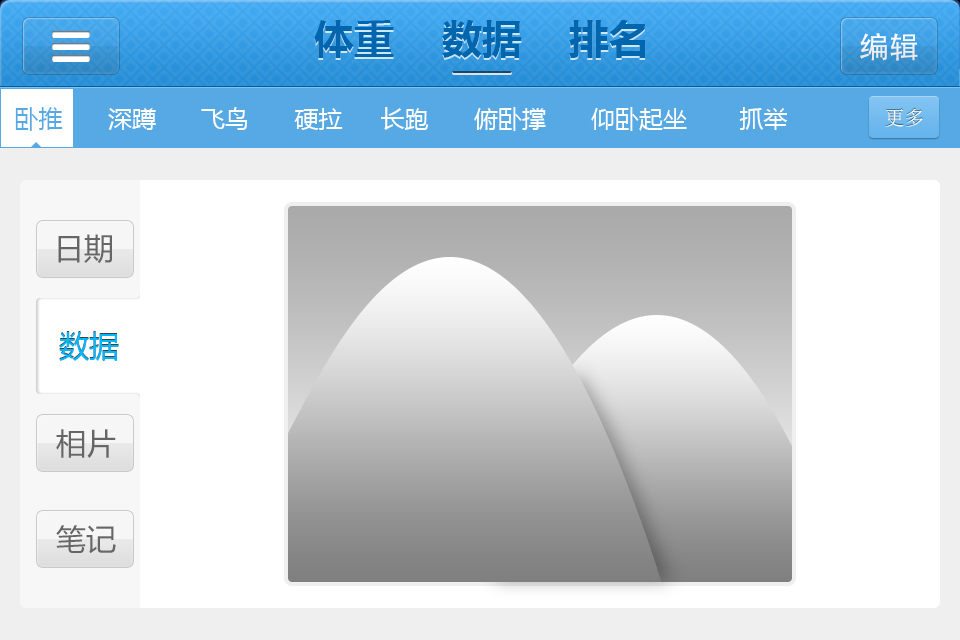 体重 数据 排名 编辑
卧推 深蹲 飞鸟 硬拉 长跑 俯卧撑 仰卧起坐 抓举 更多
日期
数据
相片
笔记